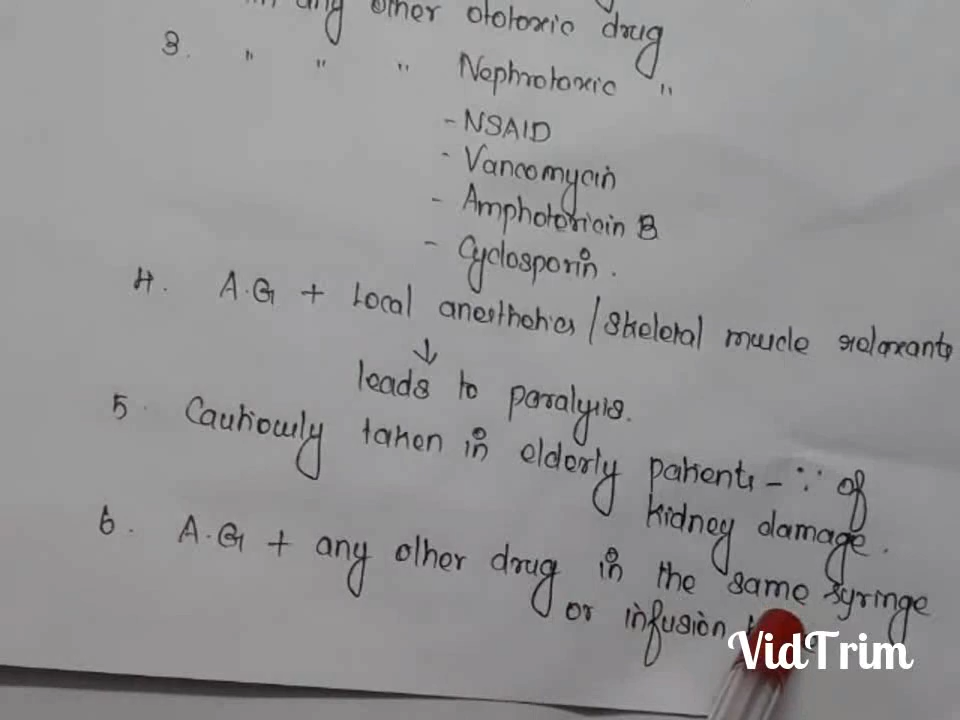 any other ototoxic drug
3. " " " Nephrotoxic "
- NSAID
- Vancomycin
- Amphotericin B
- Cyclosporin.
4. A.G + Local anesthetics / Skeletal muscle relaxants
↓
leads to paralysis.
5. Cautiously taken in elderly patients - ∵ of
kidney damage.
6. A.G + any other drug in the same syringe
or infusion
VidTrim